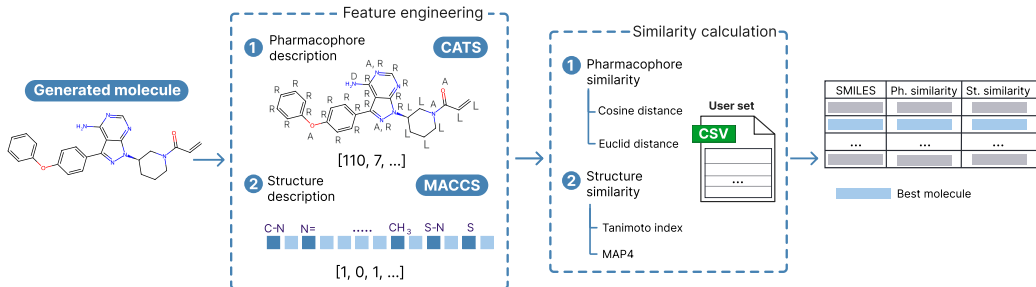 Feature engineering
1 Pharmacophore
description
CATS
Generated molecule
NH₂
N
N
N
N
N
O
O
A, R
R
R
R
R
R
R
D
H₂N
A
R
R
R
R
R
R
R
R
R
R
R
A, R
L
L
L
L
L
L
A
L
O
A
[110, 7, ...]
2 Structure
description
MACCS
C-N N= ..... CH₃ S-N S
[1, 0, 1, ...]
Similarity calculation
1 Pharmacophore
similarity
Cosine distance
Euclid distance
2 Structure
similarity
Tanimoto index
MAP4
User set
CSV
...
SMILES Ph. similarity St. similarity
... ... ...
Best molecule